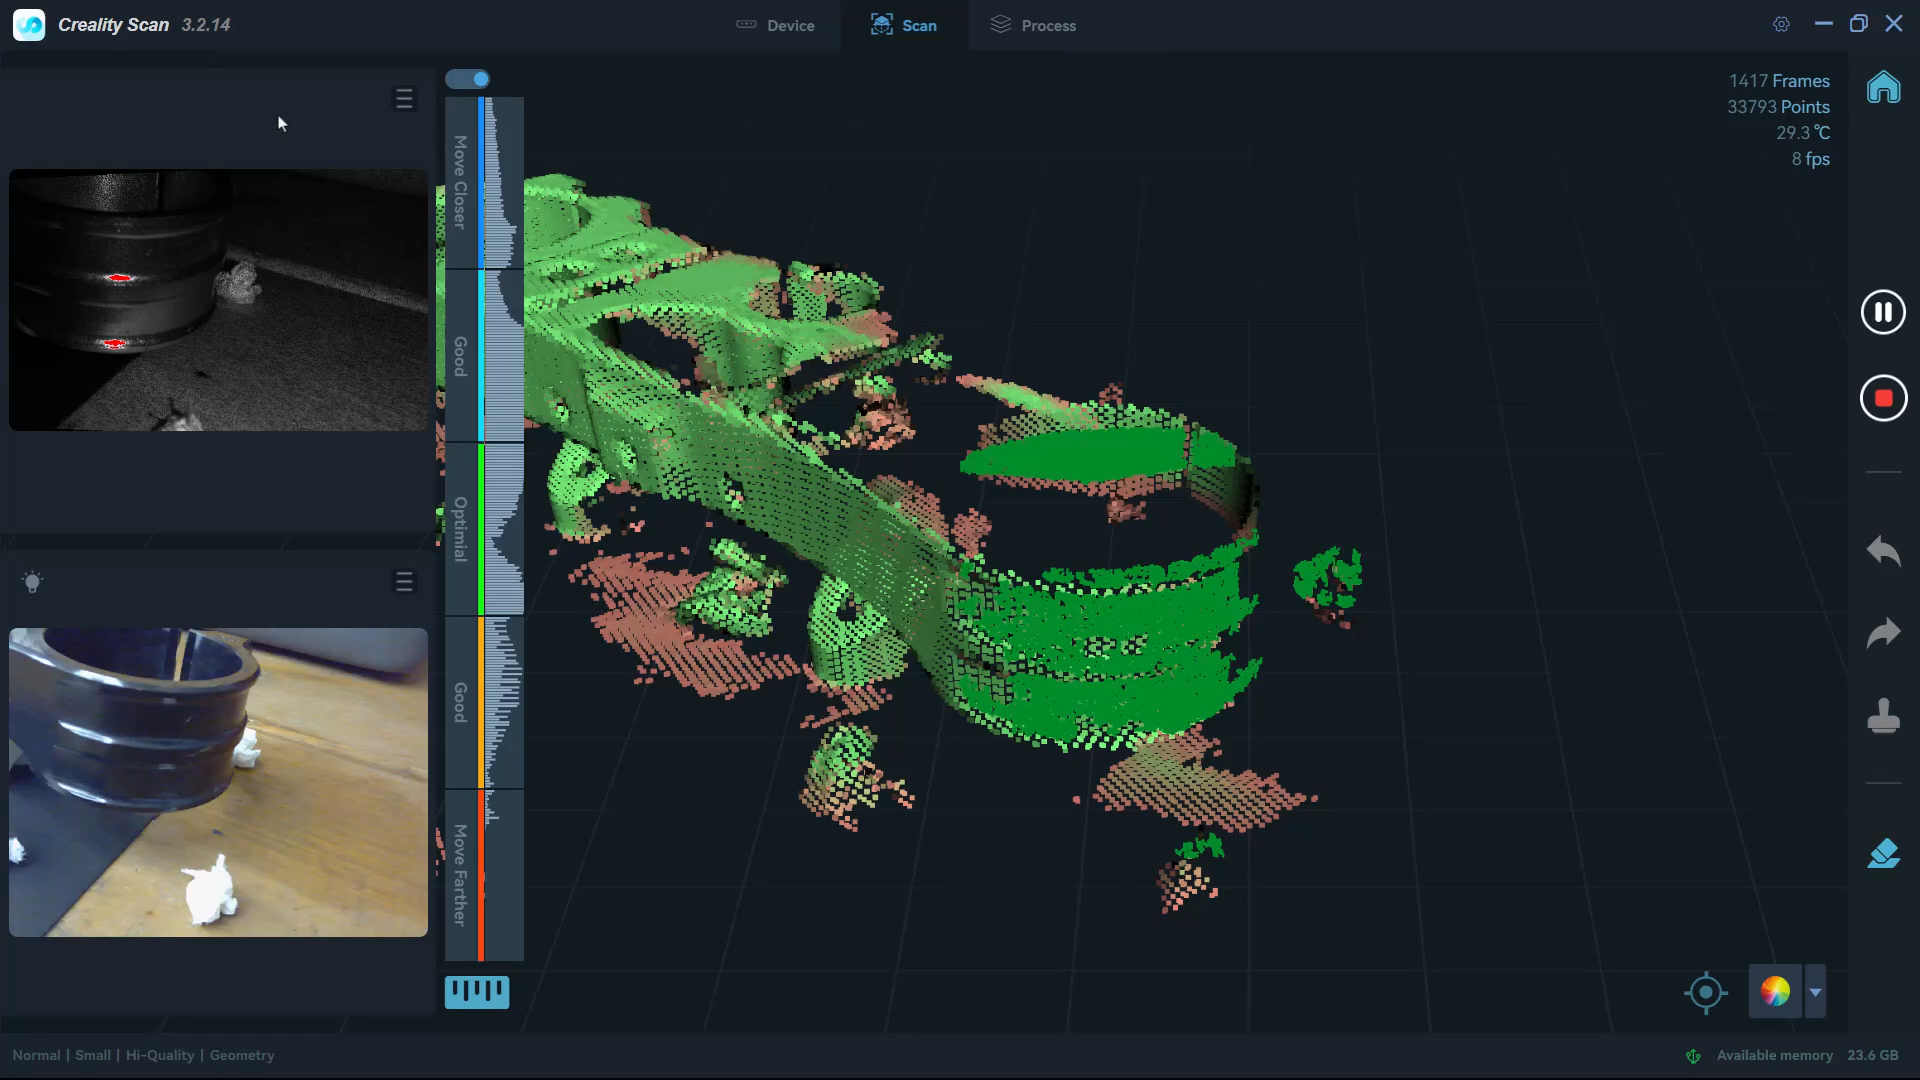 Creality Scan 3.2.14
Device
Scan
Process
1417 Frames
33793 Points
29.3 ℃
8 fps
Move Closer
Good
Optimial
Good
Move Farther
Normal | Small | Hi-Quality | Geometry
Available memory 23.6 GB